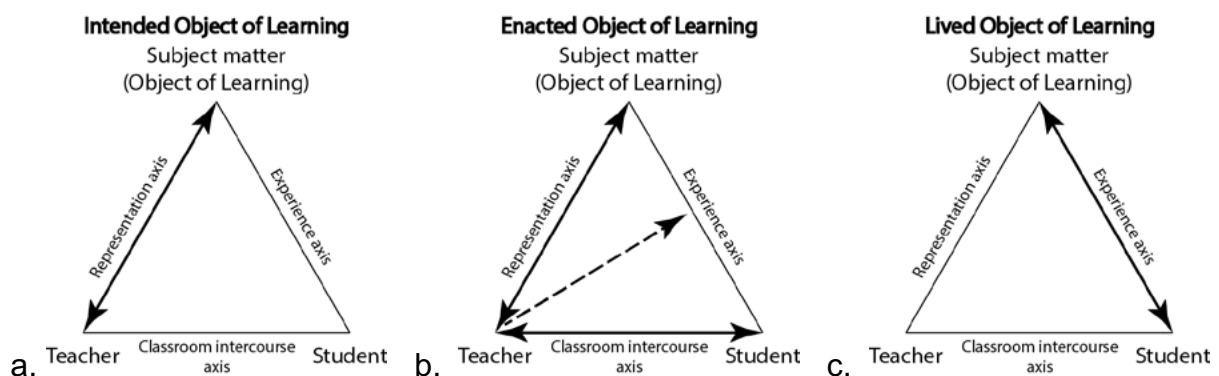 Intended Object of Learning
Subject matter
(Object of Learning)
Representation axis
Experience axis
Teacher
Classroom intercourse
axis
Student
a.
Enacted Object of Learning
Subject matter
(Object of Learning)
Representation axis
Experience axis
Teacher
Classroom intercourse
axis
Student
b.
Lived Object of Learning
Subject matter
(Object of Learning)
Representation axis
Experience axis
Teacher
Classroom intercourse
axis
Student
c.